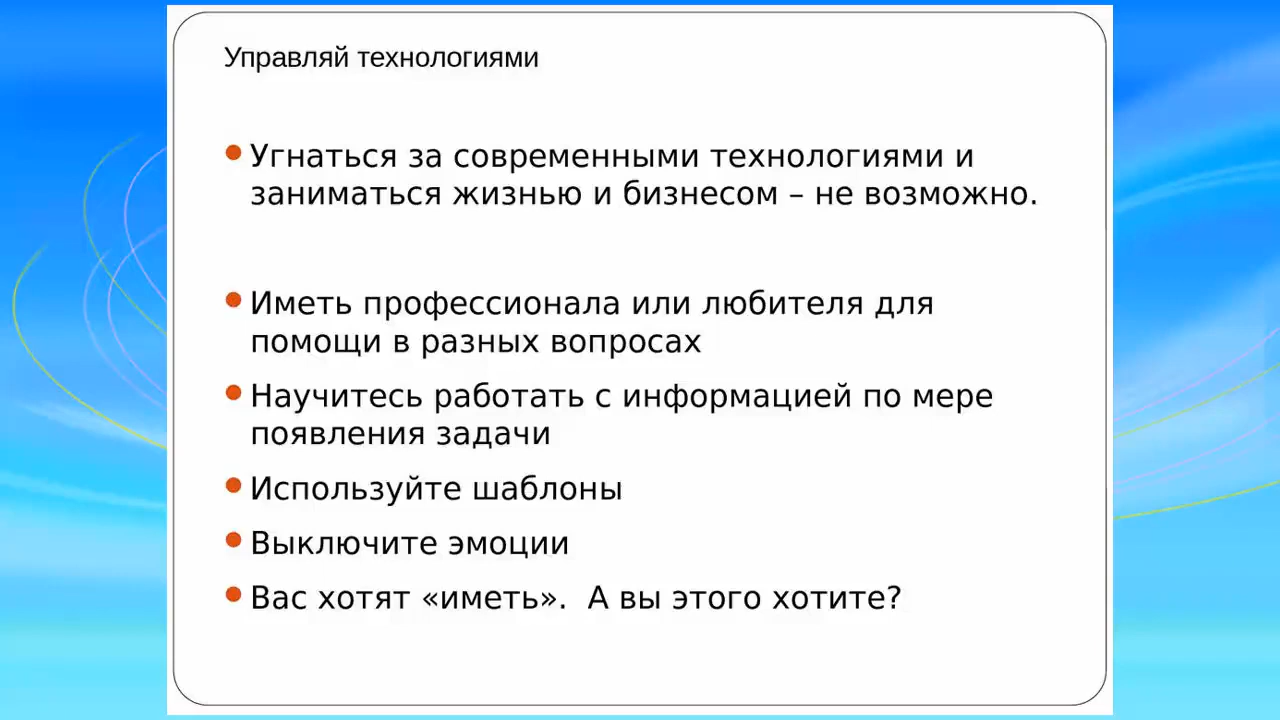 Управляй технологиями
Угнаться за современными технологиями и
заниматься жизнью и бизнесом – не возможно.
Иметь профессионала или любителя для
помощи в разных вопросах
Научитесь работать с информацией по мере
появления задачи
Используйте шаблоны
Выключите эмоции
Вас хотят «иметь».  А вы этого хотите?